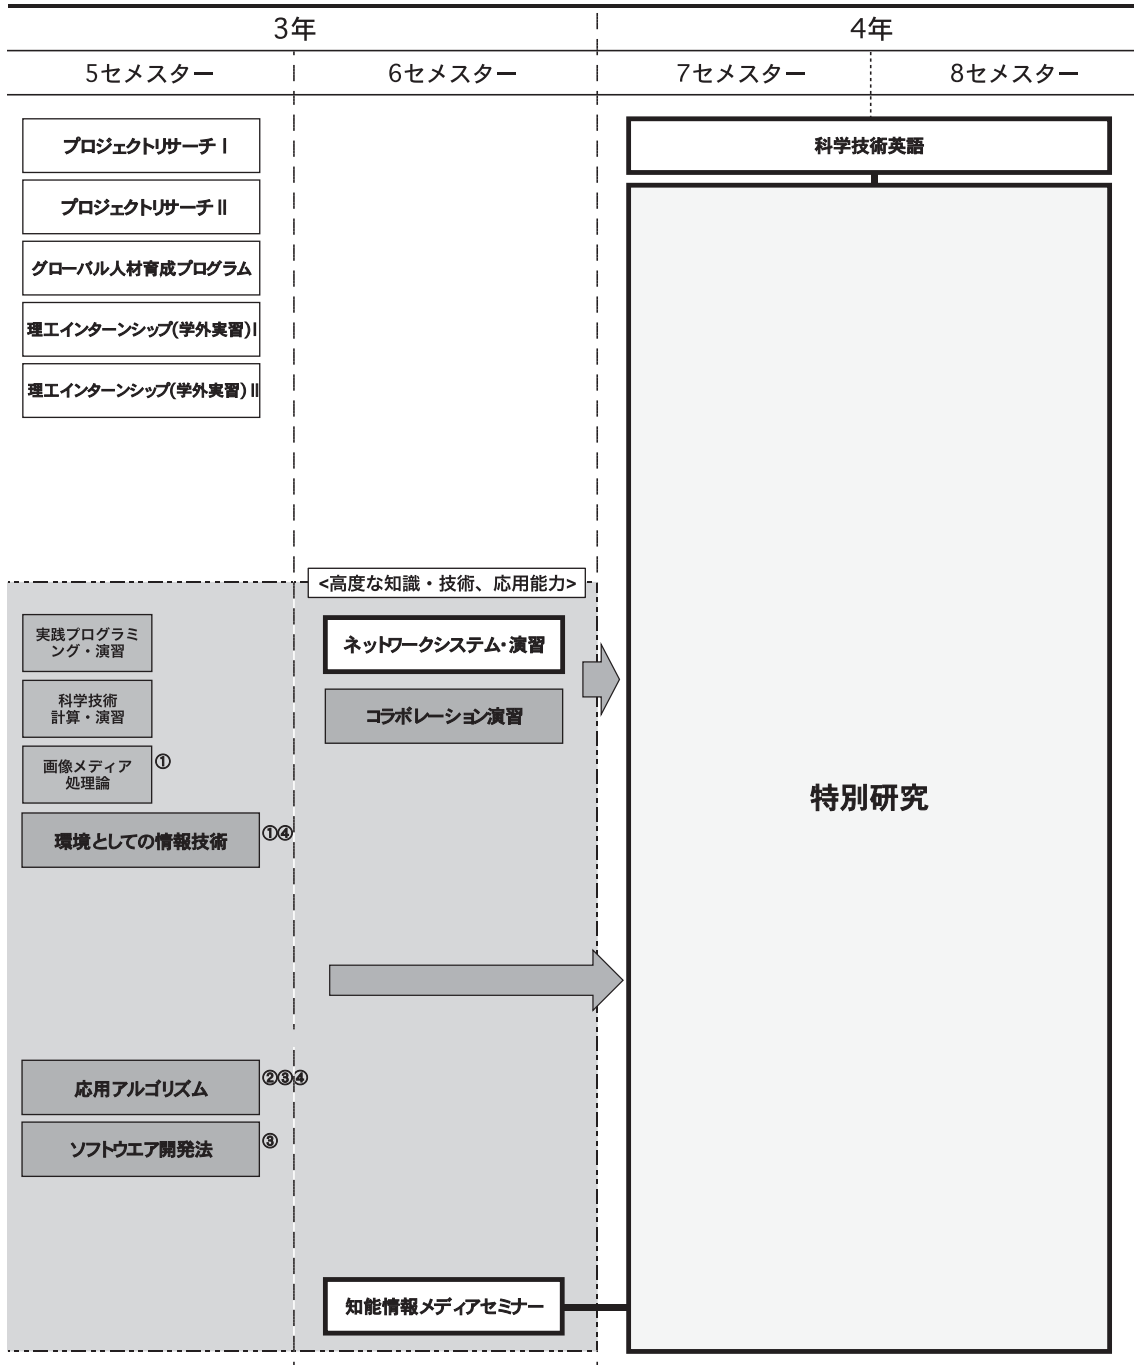 3年
4年
5セメスター
6セメスター
7セメスター
8セメスター
プロジェクトリサーチ I
プロジェクトリサーチ II
グローバル人材育成プログラム
理工インターンシップ(学外実習)I
理工インターンシップ(学外実習) II
科学技術英語
<高度な知識・技術、応用能力>
実践プログラミ
ング・演習
科学技術
計算・演習
画像メディア
処理論
①
環境としての情報技術
①④
応用アルゴリズム
②③④
ソフトウエア開発法
③
ネットワークシステム・演習
コラボレーション演習
知能情報メディアセミナー
特別研究